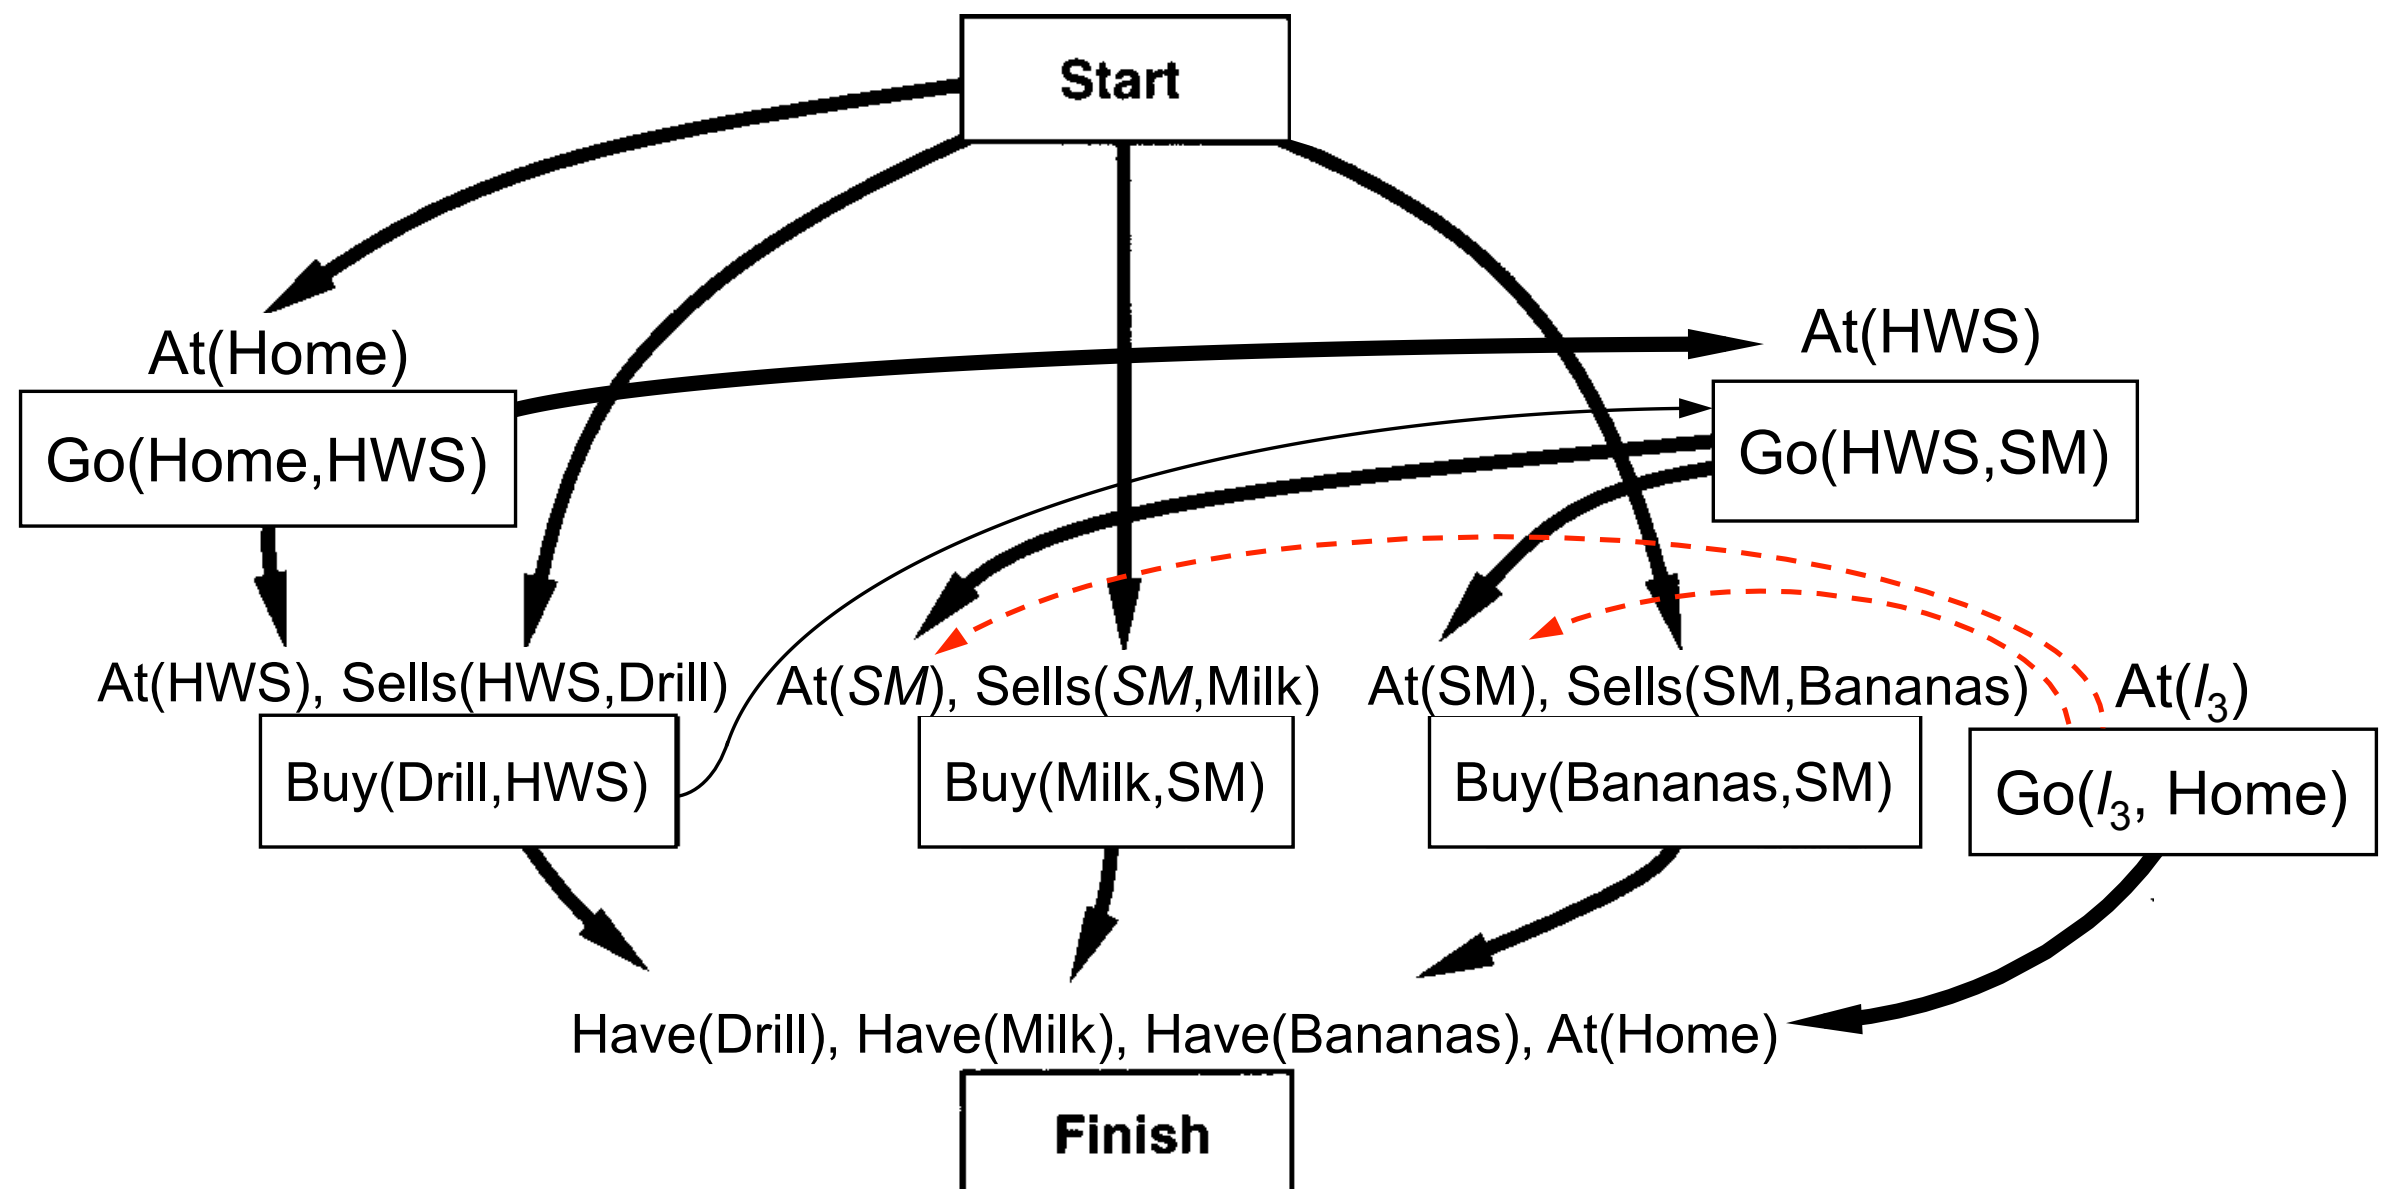 Start
At(Home)
At(HWS)
Go(Home,HWS)
Go(HWS,SM)
At(HWS), Sells(HWS,Drill)
At(SM), Sells(SM,Milk)
At(SM), Sells(SM,Bananas)
At(l₃)
Buy(Drill,HWS)
Buy(Milk,SM)
Buy(Bananas,SM)
Go(l₃, Home)
Have(Drill), Have(Milk), Have(Bananas), At(Home)
Finish